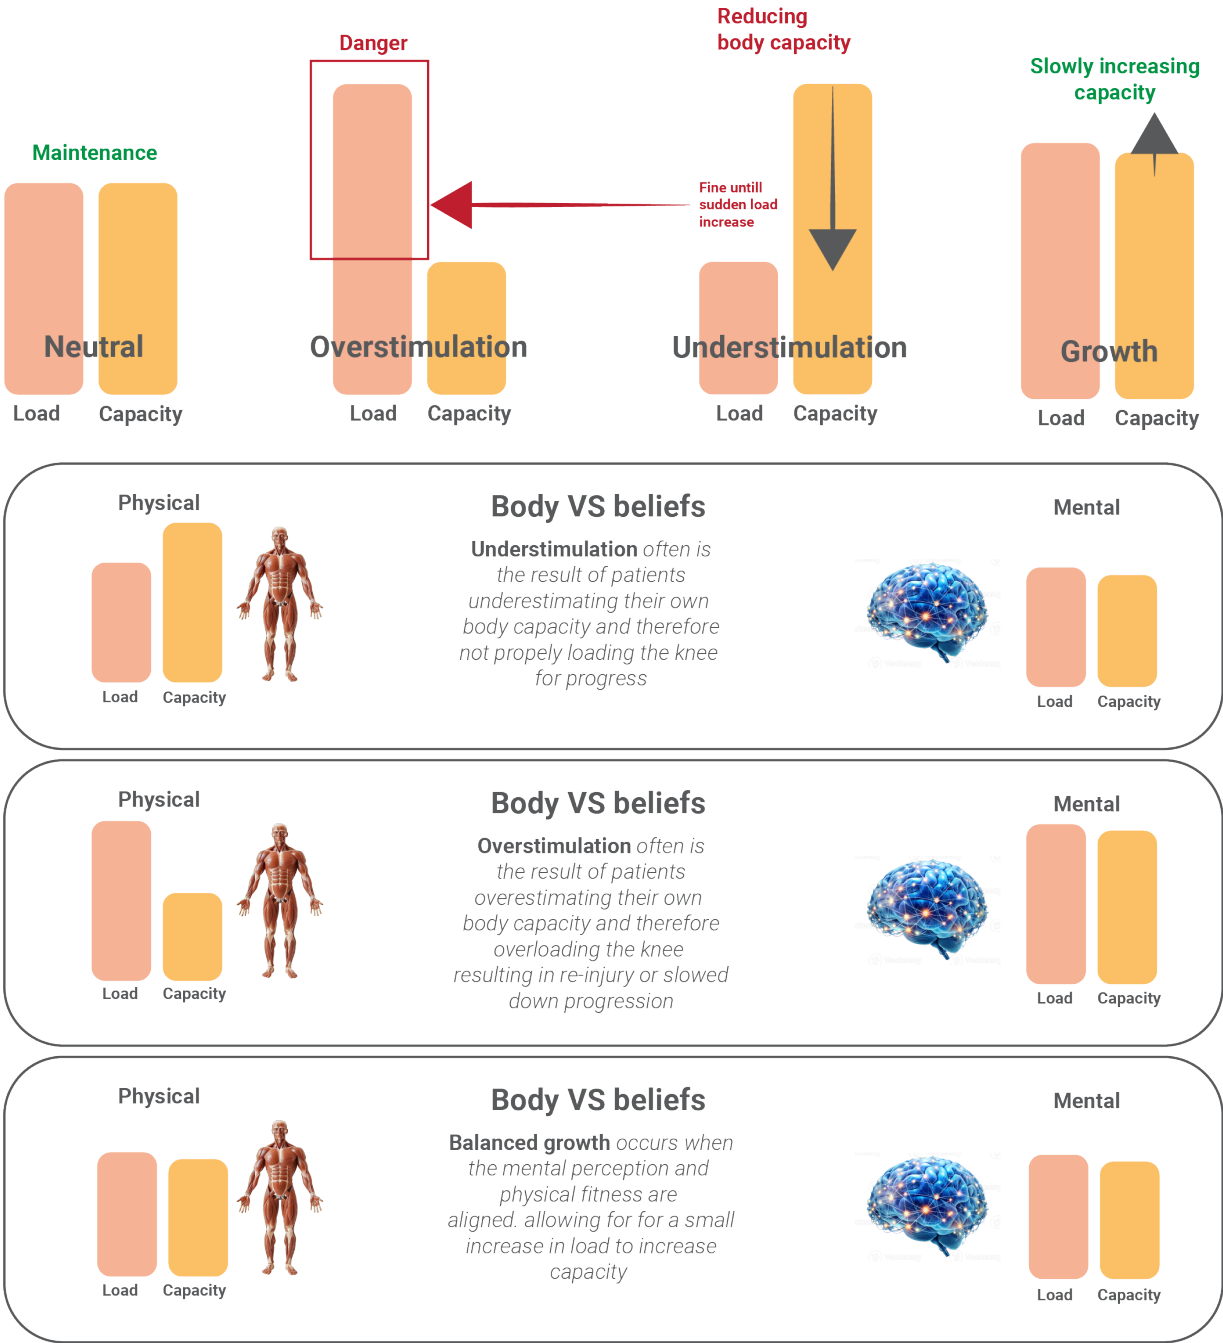 Reducing
body capacity
Danger
Slowly increasing
capacity
Maintenance
Fine untill
sudden load
increase
Neutral
Overstimulation
Understimulation
Growth
Load
Capacity
Load
Capacity
Load
Capacity
Load
Capacity
Physical
Body VS beliefs
Mental
Understimulation often is
the result of patients
underestimating their own
body capacity and therefore
not propely loading the knee
for progress
Load
Capacity
Load
Capacity
Physical
Body VS beliefs
Mental
Overstimulation often is
the result of patients
overestimating their own
body capacity and therefore
overloading the knee
resulting in re-injury or slowed
down progression
Load
Capacity
Load
Capacity
Physical
Body VS beliefs
Mental
Balanced growth occurs when
the mental perception and
physical fitness are
aligned. allowing for for a small
increase in load to increase
capacity
Load
Capacity
Load
Capacity